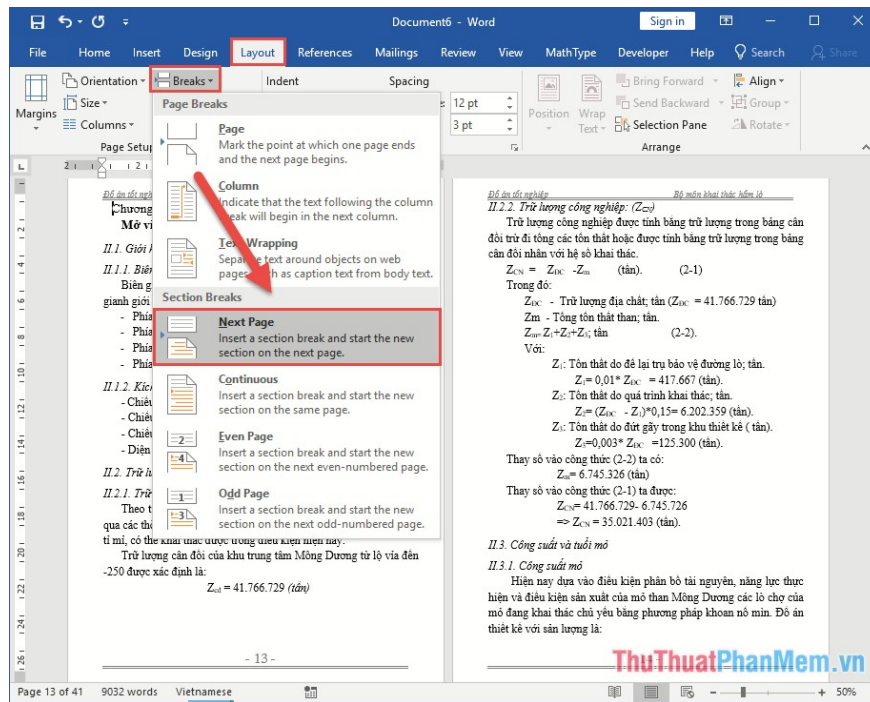 Document6 - Word
Sign in
File Home Insert Design Layout References Mailings Review View MathType Developer Help Search Share
Margins
Orientation
Size
Columns
Breaks
Page Setup
Indent Spacing
12 pt
3 pt
Position
Wrap Text
Bring Forward
Send Backward
Selection Pane
Align
Group
Rotate
Arrange
Page Breaks
Page
Mark the point at which one page ends
and the next page begins.
Column
Indicate that the text following the column
break will begin in the next column.
Text Wrapping
Separate text around objects on web
pages, such as caption text from body text.
Section Breaks
Next Page
Insert a section break and start the new
section on the next page.
Continuous
Insert a section break and start the new
section on the same page.
Even Page
Insert a section break and start the new
section on the next even-numbered page.
Odd Page
Insert a section break and start the new
section on the next odd-numbered page.
Đồ án tốt
Chương
Mở
II.1. Giới
II.1.1. Biên
Biên
gianh giới
- Phía
- Phía
- Phía
- Phía
II.1.2.
- Chiều
- Chiều
- Chiều
- Diện
II.2. Trữ
II.2.1. Trữ
Theo
qua các
tỉ mỉ, có thể khai thác được trong điều kiện hiện nay.
Trữ lượng cân đối của khu trung tâm Mông Dương từ lộ vỉa đến
-250 được xác định là:
Zcđ = 41.766.729 (tấn)
- 13 -
Đồ án tốt nghiệp Bộ môn khai thác hầm lò
II.2.2. Trữ lượng công nghiệp: (ZCN)
Trữ lượng công nghiệp được tính bằng trữ lượng trong bảng cân
đối trừ đi tổng các tổn thất hoặc được tính bằng trữ lượng trong bảng
cân đối nhân với hệ số khai thác.
ZCN = ZĐC -Zm (tấn). (2-1)
Trong đó:
ZĐC - Trữ lượng địa chất; tấn (ZĐC = 41.766.729 tấn)
Zm - Tổng tổn thất than; tấn.
Zm= Z1+Z2+Z3; tấn (2-2).
Với:
Z1: Tổn thất do để lại trụ bảo vệ đường lò; tấn.
Z1= 0,01* ZĐC = 417.667 (tấn).
Z2: Tổn thất do quá trình khai thác; tấn.
Z2= (ZĐC - Z1)*0,15= 6.202.359 (tấn).
Z3: Tổn thất do đứt gãy trong khu thiết kế ( tấn).
Z3=0,003* ZĐC =125.300 (tấn).
Thay số vào công thức (2-2) ta có:
Zm= 6.745.326 (tấn)
Thay số vào công thức (2-1) ta được:
ZCN= 41.766.729- 6.745.726
=> ZCN = 35.021.403 (tấn).
II.3. Công suất và tuổi mỏ
II.3.1. Công suất mỏ
Hiện nay dựa vào điều kiện phân bố tài nguyên, năng lực thực
hiện và điều kiện sản xuất của mỏ than Mông Dương các lò chợ của
mỏ đang khai thác chủ yếu bằng phương pháp khoan nổ mìn. Đồ án
thiết kế với sản lượng là:
ThuThuatPhanMem.vn
Page 13 of 41 9032 words Vietnamese 50%